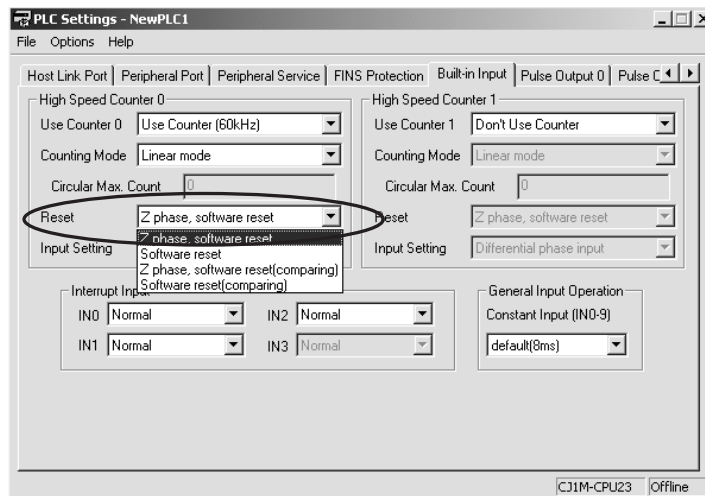 PLC Settings - NewPLC1
File Options Help
Host Link Port Peripheral Port Peripheral Service FINS Protection Built-in Input Pulse Output 0 Pulse
High Speed Counter 0
Use Counter 0 Use Counter (60kHz)
Counting Mode Linear mode
Circular Max. Count 0
Reset Z phase, software reset
Z phase, software reset
Software reset
Z phase, software reset(comparing)
Software reset(comparing)
Input Setting
High Speed Counter 1
Use Counter 1 Don't Use Counter
Counting Mode Linear mode
Circular Max. Count 0
Reset Z phase, software reset
Input Setting Differential phase input
Interrupt Input
IN0 Normal IN2 Normal
IN1 Normal IN3 Normal
General Input Operation
Constant Input (IN0-9)
default(8ms)
CJ1M-CPU23 Offline